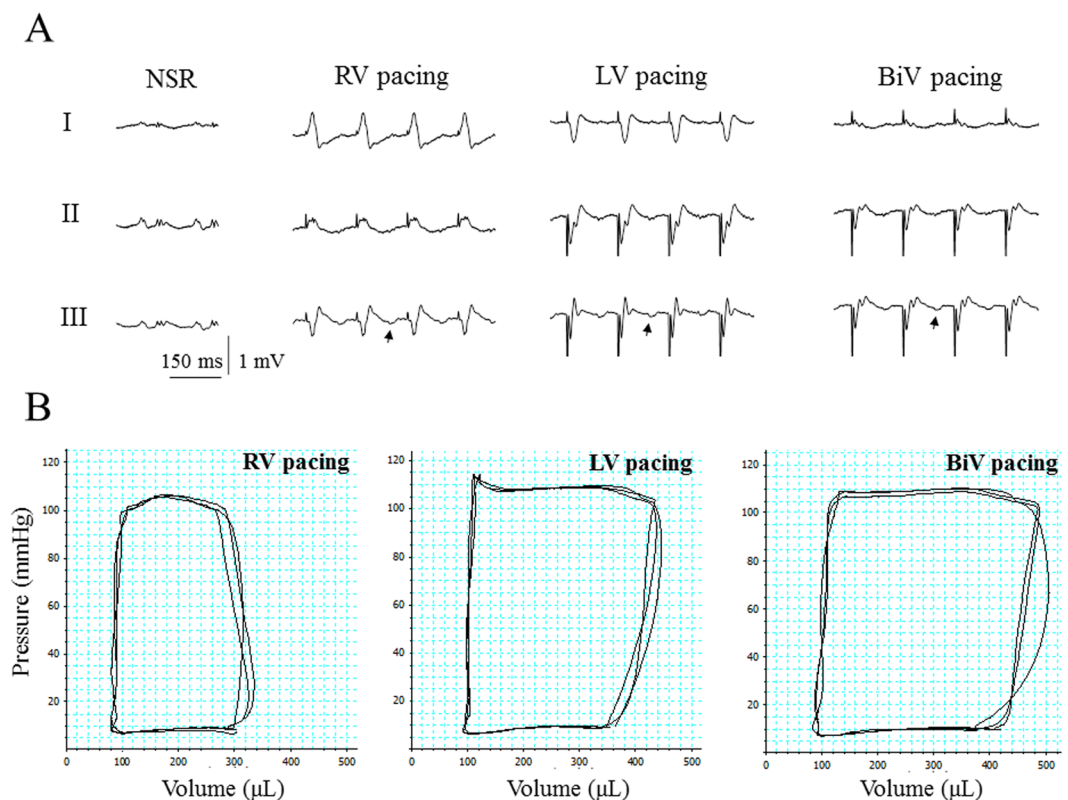 A
NSR RV pacing LV pacing BiV pacing
I
II
III
150 ms 1 mV
B
RV pacing LV pacing BiV pacing
Pressure (mmHg)
120
100
80
60
40
20
0 100 200 300 400 500
Volume (μL)
120
100
80
60
40
20
0 100 200 300 400 500
Volume (μL)
120
100
80
60
40
20
0 100 200 300 400 500
Volume (μL)